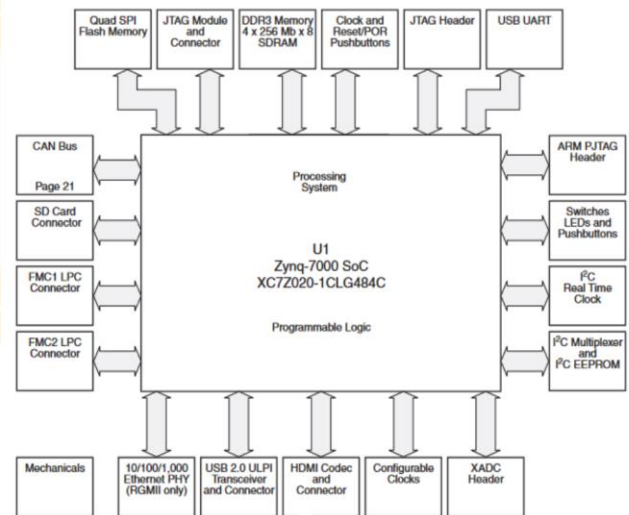 Quad SPI
Flash Memory
JTAG Module
and
Connector
DDR3 Memory
4 x 256 Mb x 8
SDRAM
Clock and
Reset/POR
Pushbuttons
JTAG Header
USB UART
CAN Bus
Page 21
Processing
System
ARM PJTAG
Header
SD Card
Connector
U1
Zynq-7000 SoC
XC7Z020-1CLG484C
Switches
LEDs and
Pushbuttons
FMC1 LPC
Connector
I²C
Real Time
Clock
FMC2 LPC
Connector
Programmable Logic
I²C Multiplexer
and
I²C EEPROM
Mechanicals
10/100/1,000
Ethernet PHY
(RGMII only)
USB 2.0 ULPI
Transceiver
and Connector
HDMI Codec
and
Connector
Configurable
Clocks
XADC
Header